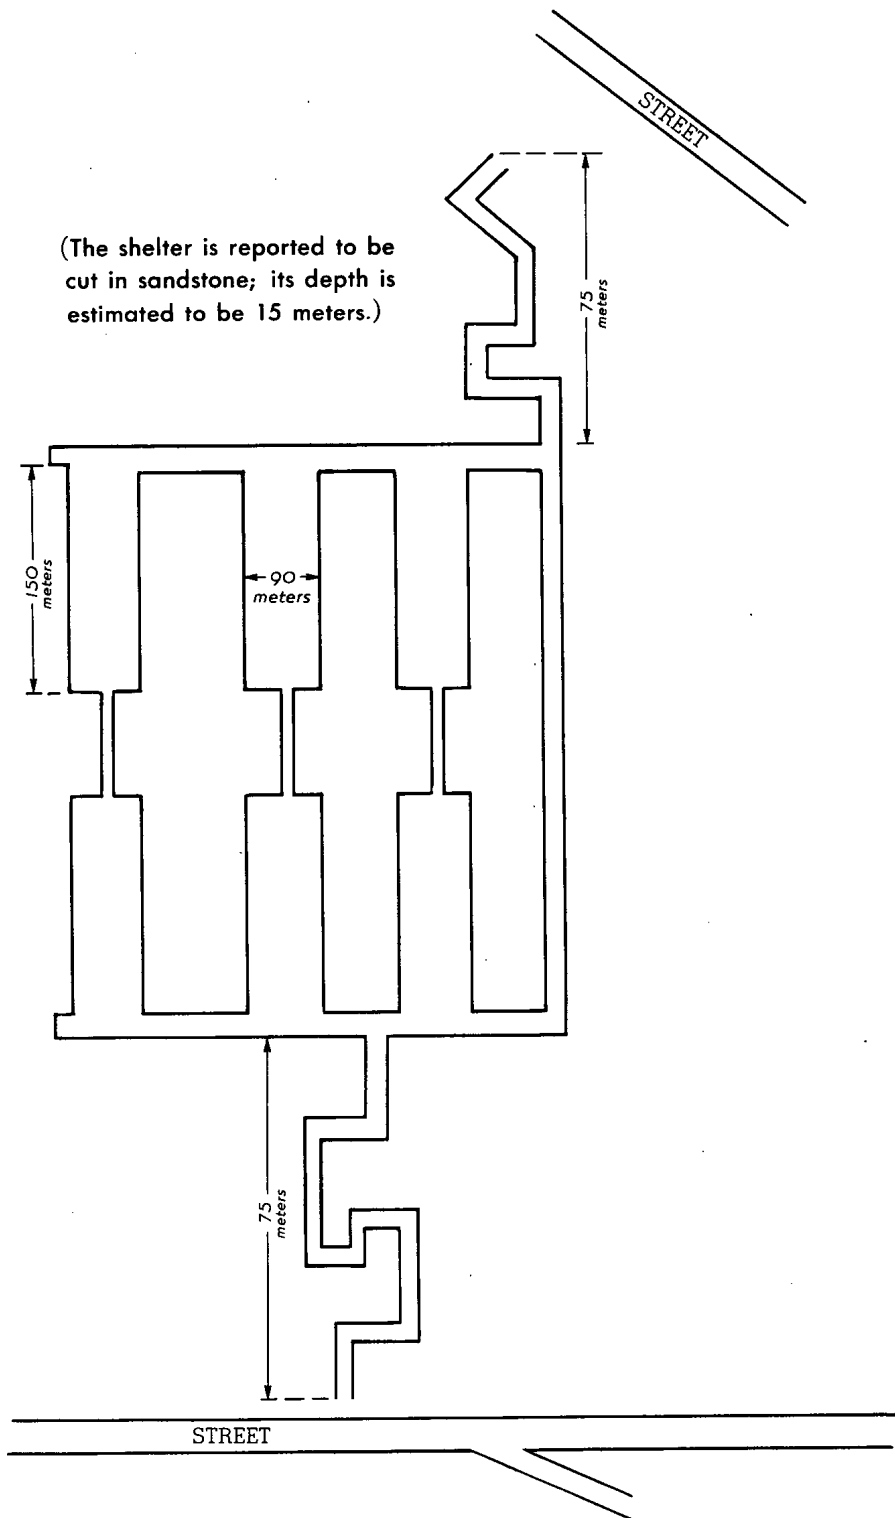 STREET
(The shelter is reported to be
cut in sandstone; its depth is
estimated to be 15 meters.)
75
meters
150
meters
90
meters
75
meters
STREET